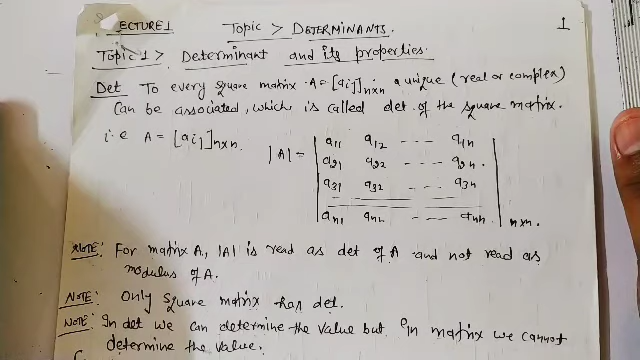 LECTURE 1 Topic > DETERMINANTS. 1
Topic 1 > Determinant and its properties.
Det To every square matrix A = [aij]nxn a unique (real or complex)
Can be associated, which is called det. of the square matrix.
i.e A = [aij]nxn.
|A| = | a11 a12 --- --- a1n |
| a21 a22 --- --- a2n. |
| a31 a32 --- --- a3n |
| an1 an2 --- --- ann | nxn.
NOTE: For matrix A, |A| is read as det of A and not read as
modulus of A.
NOTE: Only square matrix has det.
NOTE: In det we can determine the value but in matrix we cannot
determine the value.